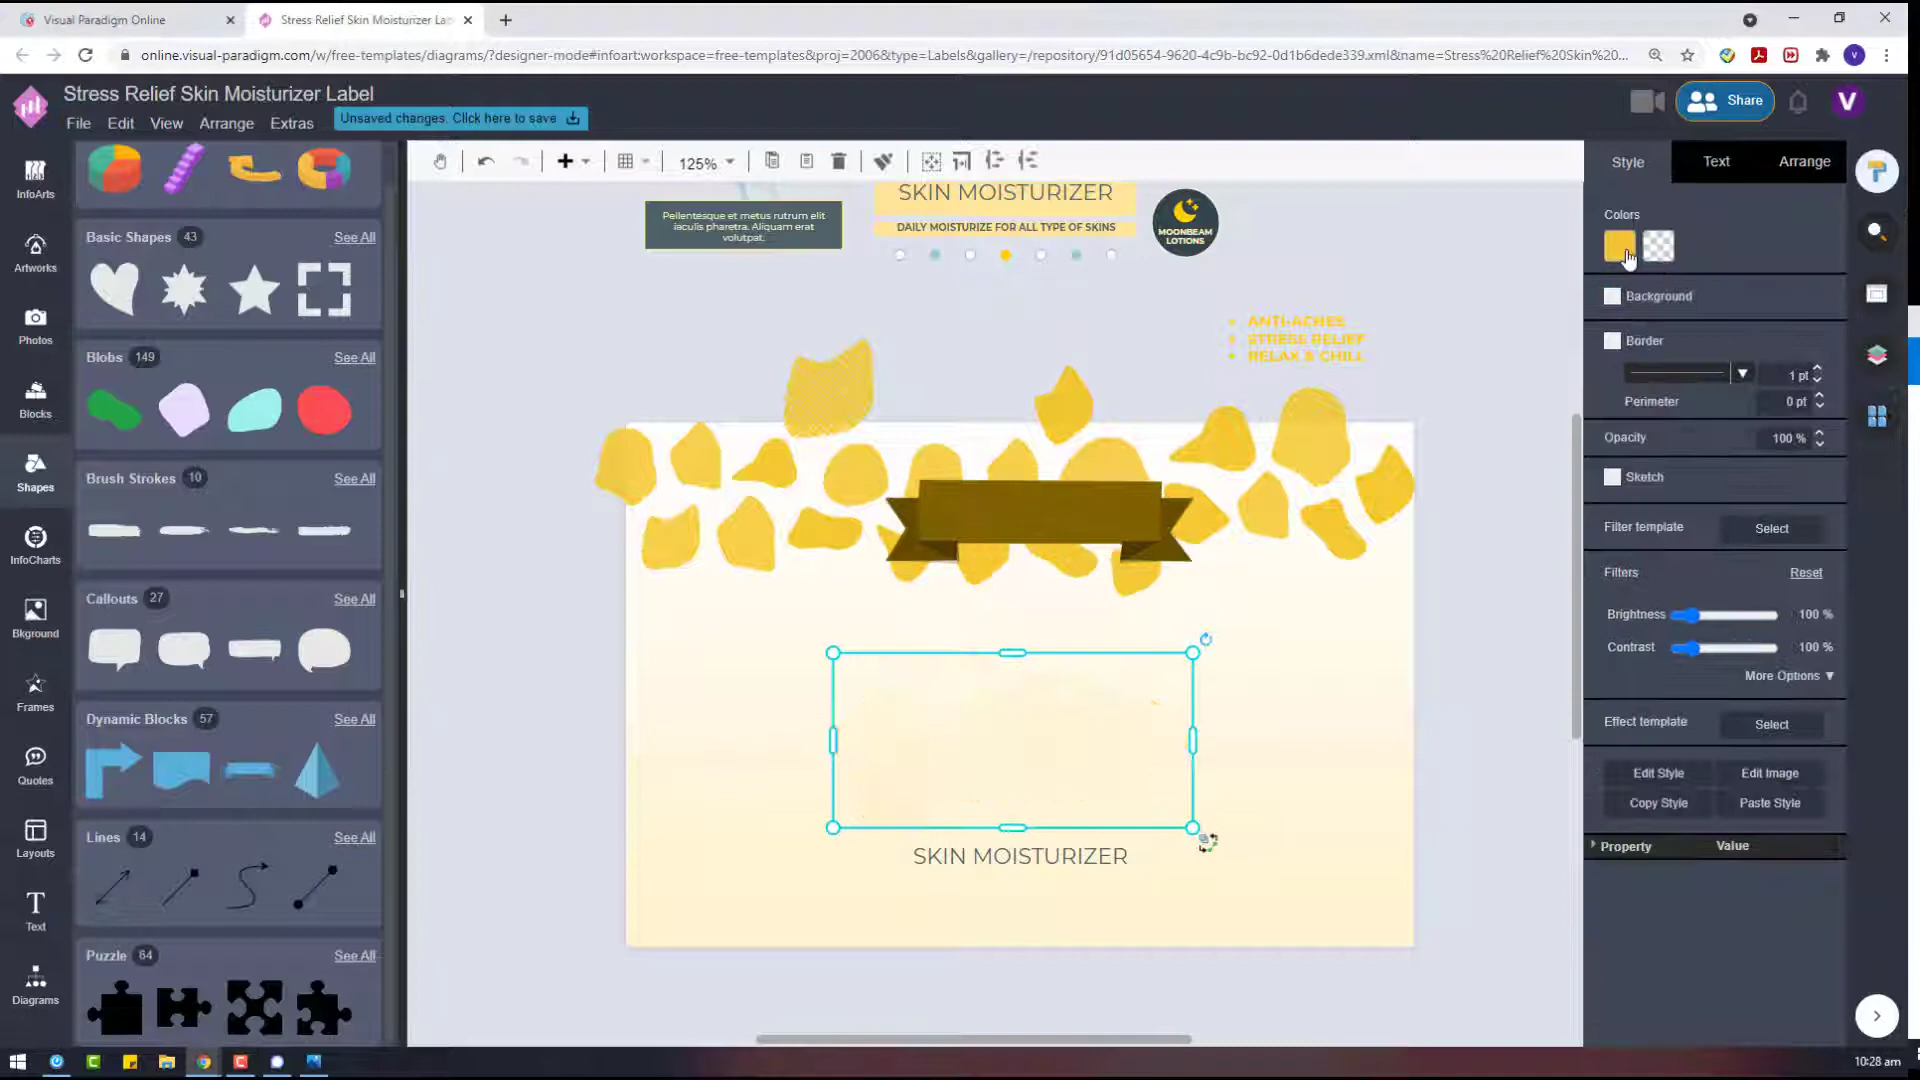 Visual Paradigm Online
Stress Relief Skin Moisturizer Lab
online.visual-paradigm.com/w/free-templates/diagrams/?designer-mode#infoart:workspace=free-templates&proj=2006&type=Labels&gallery=/repository/91d05654-9620-4c9b-bc92-0d1b6dede339.xml&name=Stress%20Relief%20Skin%20...
Stress Relief Skin Moisturizer Label
File Edit View Arrange Extras
Unsaved changes. Click here to save
Share
V
125%
Style Text Arrange
InfoArts
Artworks
Photos
Blocks
Shapes
InfoCharts
Bkground
Frames
Quotes
Layouts
Text
Diagrams
Basic Shapes 43 See All
Blobs 149 See All
Brush Strokes 10 See All
Callouts 27 See All
Dynamic Blocks 57 See All
Lines 14 See All
Puzzle 64 See All
Pellentesque et metus rutrum elit
iaculis pharetra. Aliquam erat
volutpat.
SKIN MOISTURIZER
DAILY MOISTURIZE FOR ALL TYPE OF SKINS
MOONBEAM
LOTIONS
ANTI-ACHES
STRESS RELIEF
RELAX & CHILL
SKIN MOISTURIZER
Colors
Background
Border
1 pt
Perimeter 0 pt
Opacity 100 %
Sketch
Filter template Select
Filters Reset
Brightness 100 %
Contrast 100 %
More Options ▼
Effect template Select
Edit Style Edit Image
Copy Style Paste Style
Property Value
10:28 am